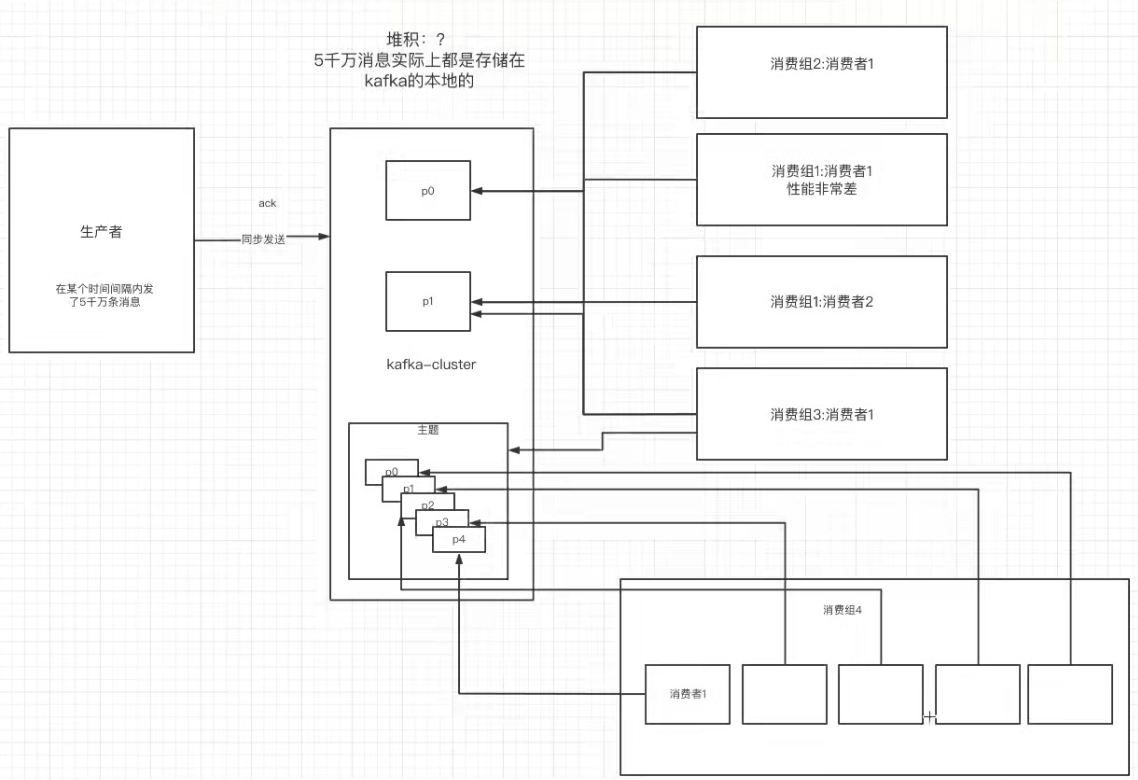 堆积：?
5千万消息实际上都是存储在
kafka的本地的
生产者
在某个时间间隔内发
了5千万条消息
ack
同步发送
p0
p1
kafka-cluster
主题
p0
p1
p2
p3
p4
消费组2:消费者1
消费组1:消费者1
性能非常差
消费组1:消费者2
消费组3:消费者1
消费组4
消费者1